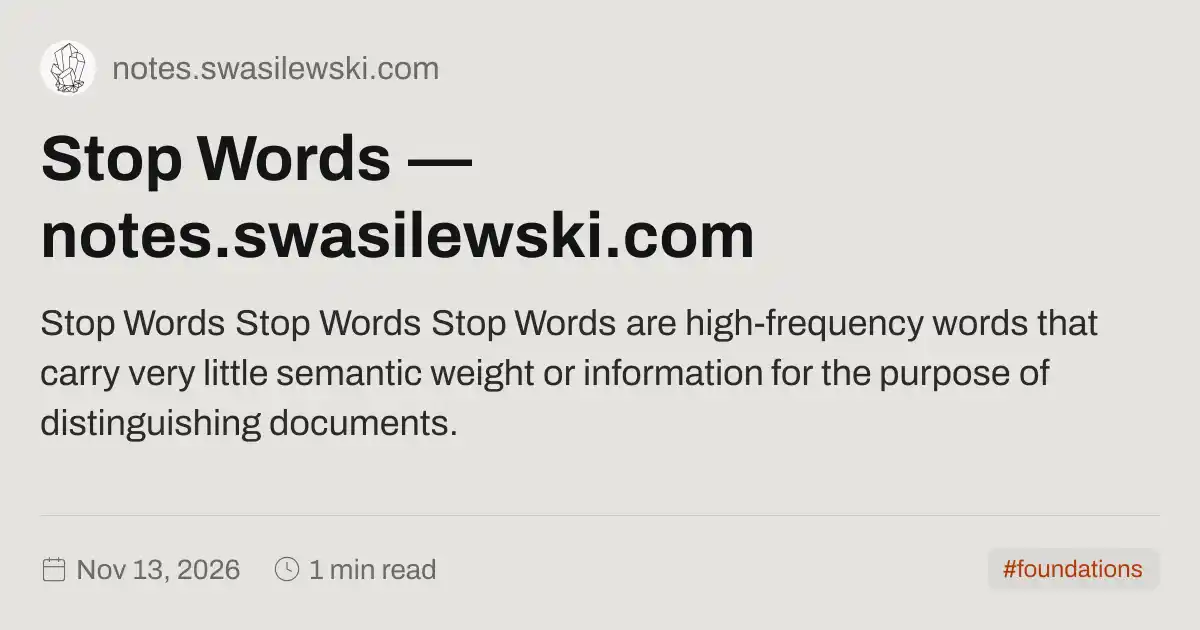 notes.swasilewski.com
Stop Words —
notes.swasilewski.com
Stop Words Stop Words Stop Words are high-frequency words that
carry very little semantic weight or information for the purpose of
distinguishing documents.
Nov 13, 2026 1 min read #foundations